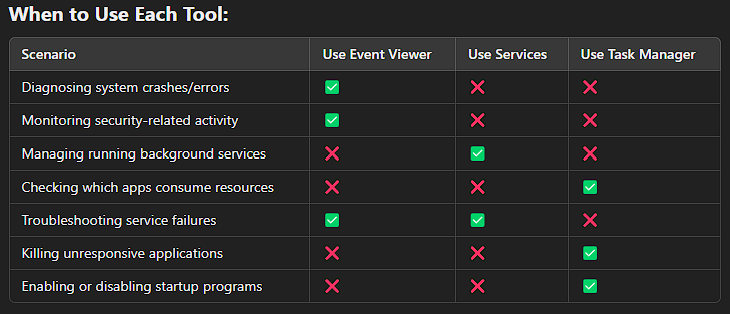 When to Use Each Tool:
Scenario Use Event Viewer Use Services Use Task Manager
Diagnosing system crashes/errors ✅ ❌ ❌
Monitoring security-related activity ✅ ❌ ❌
Managing running background services ❌ ✅ ❌
Checking which apps consume resources ❌ ❌ ✅
Troubleshooting service failures ✅ ✅ ❌
Killing unresponsive applications ❌ ❌ ✅
Enabling or disabling startup programs ❌ ❌ ✅